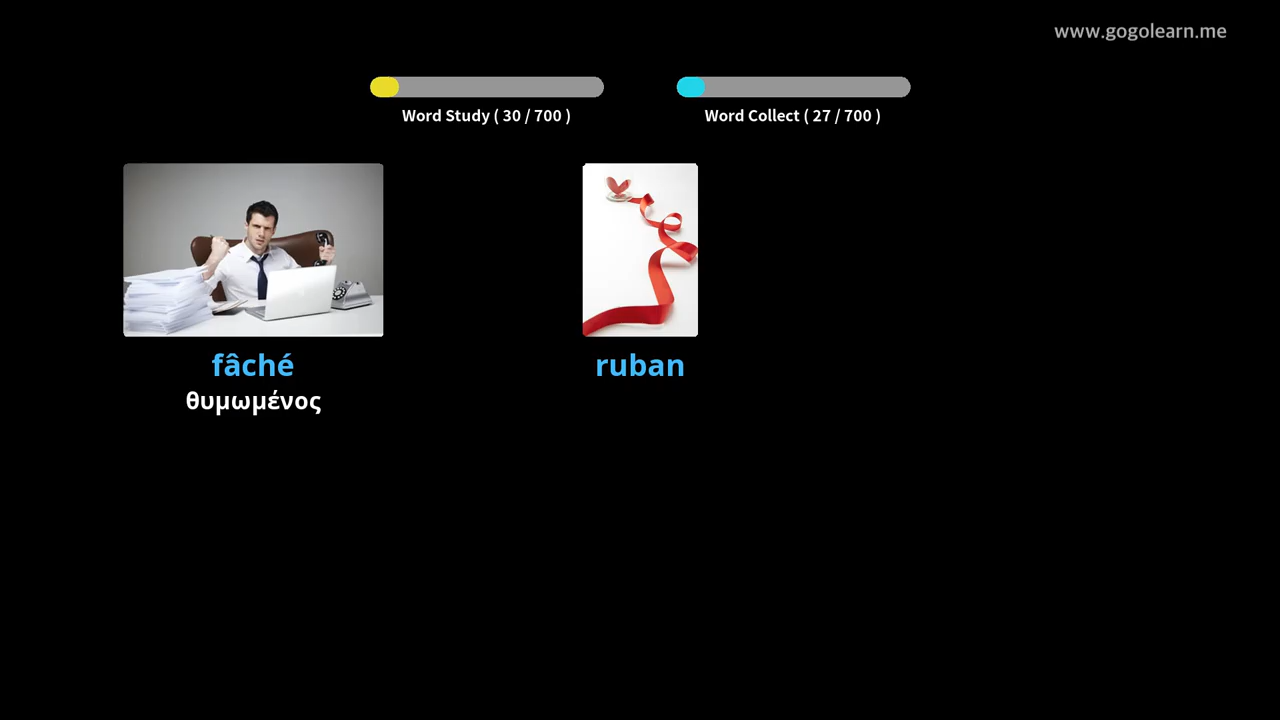 www.gogolearn.me
Word Study ( 30 / 700 )
Word Collect ( 27 / 700 )
fâché
θυμωμένος
ruban